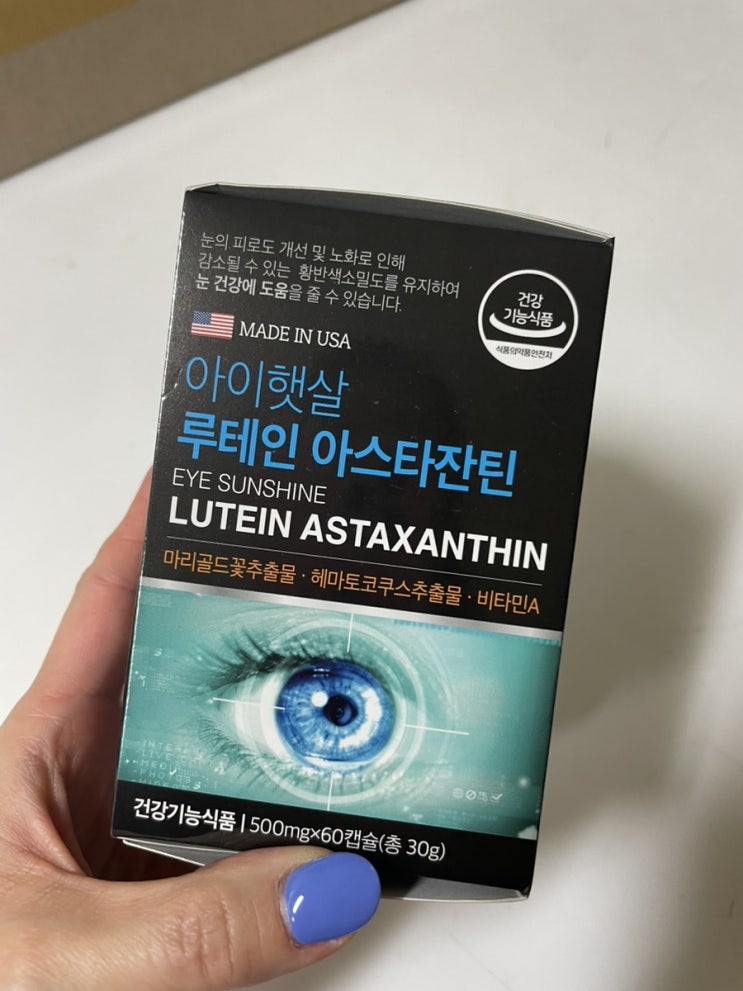 눈의 피로도 개선 및 노화로 인해
감소될 수 있는 황반색소밀도를 유지하여
눈 건강에 도움을 줄 수 있습니다.
건강
기능식품
식품의약품안전처
MADE IN USA
아이햇살
루테인 아스타잔틴
EYE SUNSHINE
LUTEIN ASTAXANTHIN
마리골드꽃추출물 · 헤마토코쿠스추출물 · 비타민A
건강기능식품 | 500mg×60캡슐(총 30g)